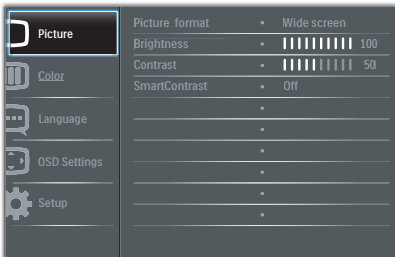 Picture
Picture format • Wide screen
Brightness • 100
Contrast • 50
SmartContrast • Off
Color
Language
OSD Settings
Setup